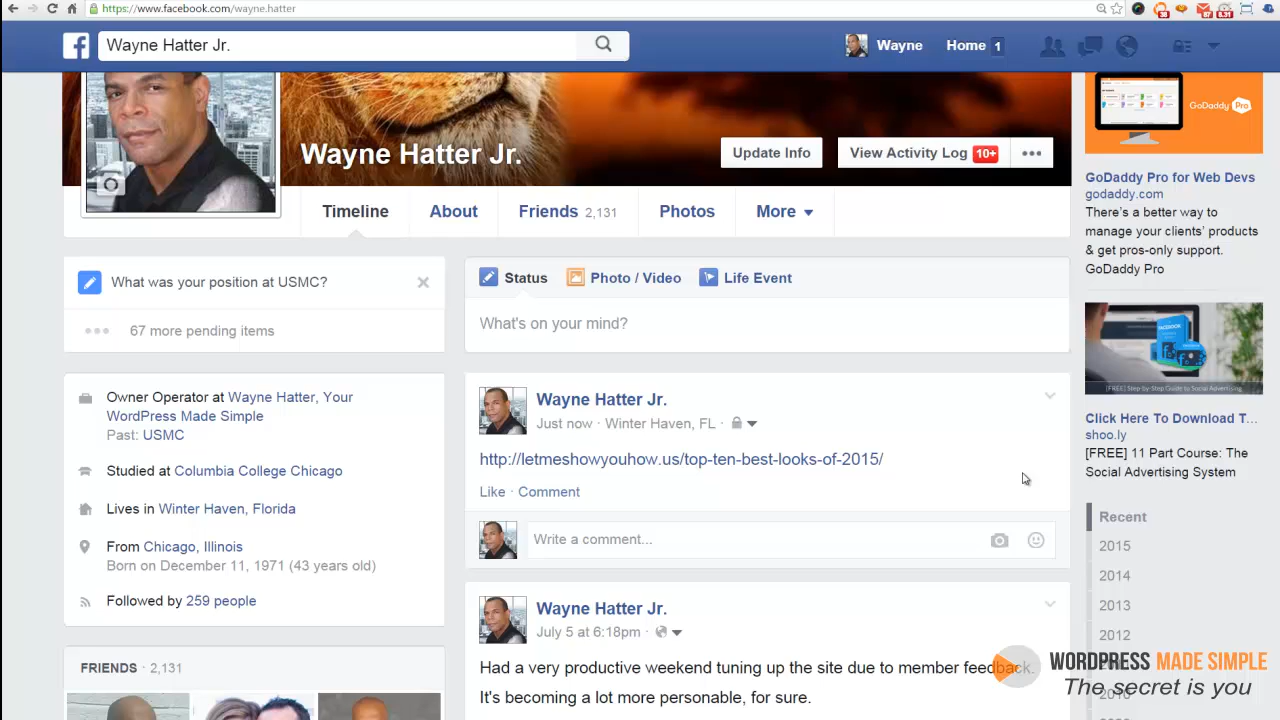 https://www.facebook.com/wayne.hatter
Wayne Hatter Jr.
Wayne
Home 1
Wayne Hatter Jr.
Update Info
View Activity Log 10+
Timeline
About
Friends 2,131
Photos
More
What was your position at USMC?
67 more pending items
Owner Operator at Wayne Hatter, Your
WordPress Made Simple
Past: USMC
Studied at Columbia College Chicago
Lives in Winter Haven, Florida
From Chicago, Illinois
Born on December 11, 1971 (43 years old)
Followed by 259 people
FRIENDS · 2,131
Status
Photo / Video
Life Event
What's on your mind?
Wayne Hatter Jr.
Just now · Winter Haven, FL ·
http://letmeshowyouhow.us/top-ten-best-looks-of-2015/
Like · Comment
Write a comment...
Wayne Hatter Jr.
July 5 at 6:18pm ·
Had a very productive weekend tuning up the site due to member feedback.
It's becoming a lot more personable, for sure.
GoDaddy Pro
GoDaddy Pro for Web Devs
godaddy.com
There's a better way to
manage your clients' products
& get pros-only support.
GoDaddy Pro
FACEBOOK
[FREE] Step-by-Step Guide to Social Advertising
Click Here To Download T...
shoo.ly
[FREE] 11 Part Course: The
Social Advertising System
Recent
2015
2014
2013
2012
WORDPRESS MADE SIMPLE
The secret is you